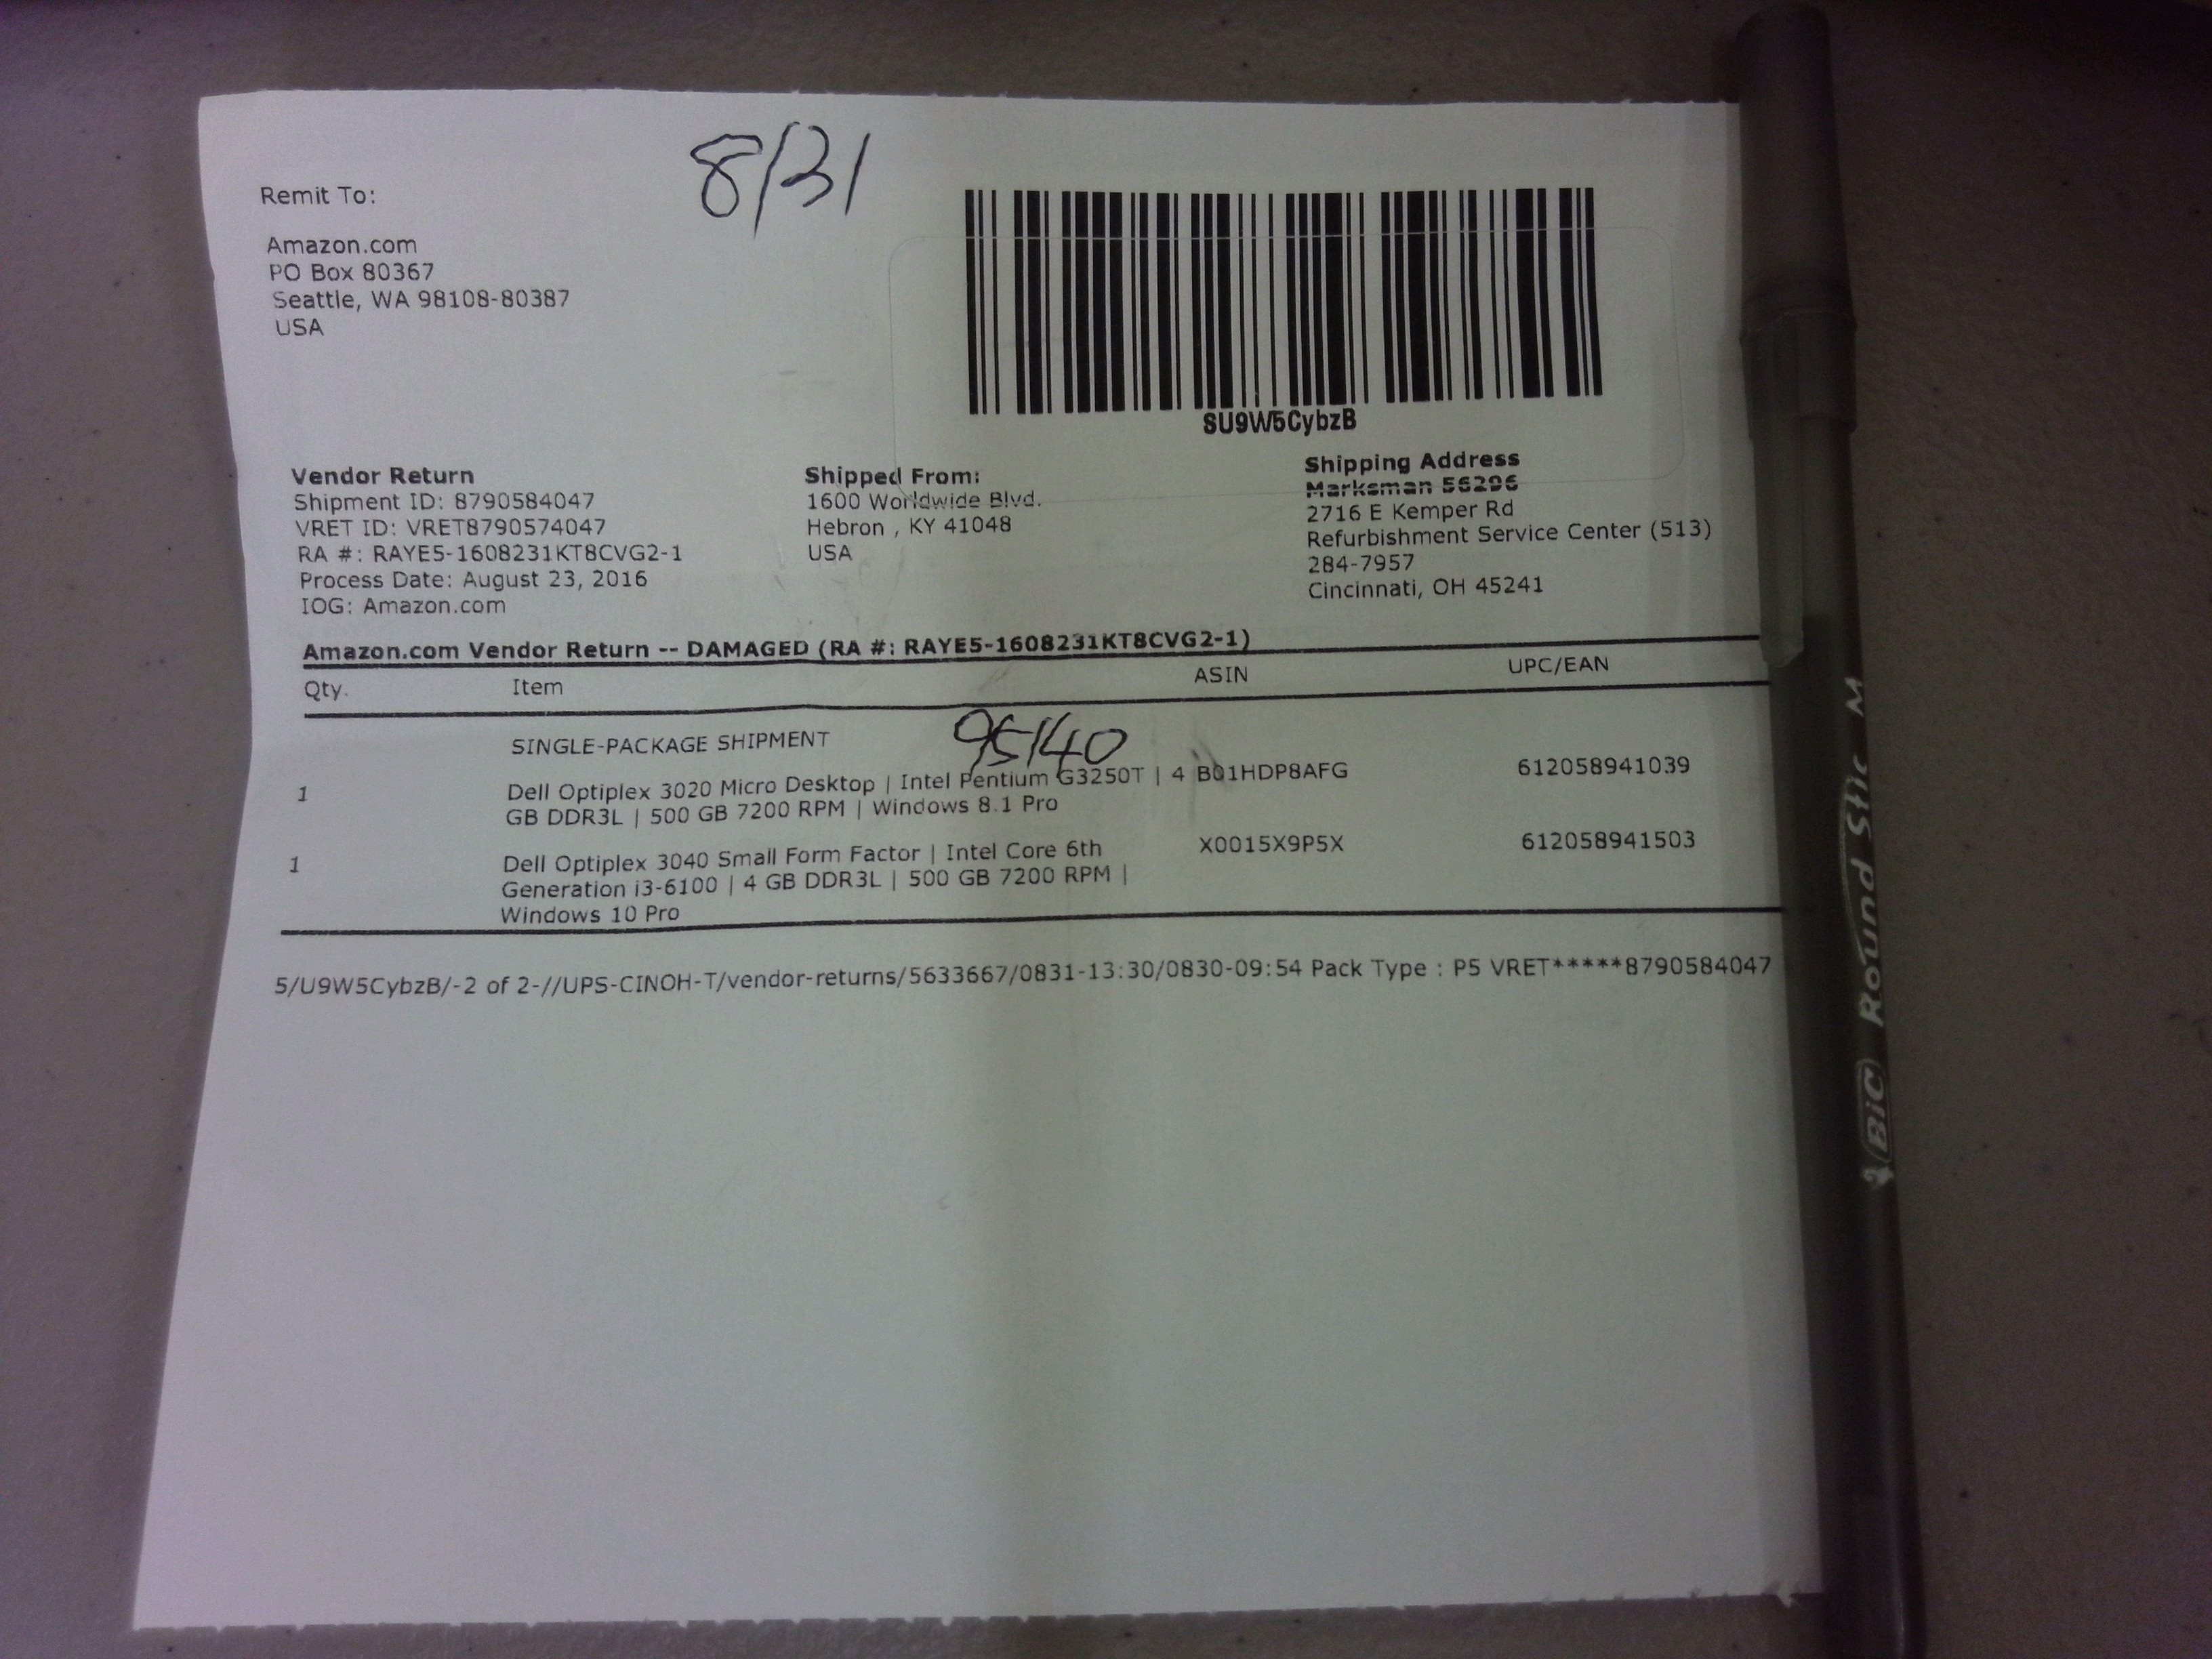 8/31
Remit To:
Amazon.com
PO Box 80367
Seattle, WA 98108-80387
USA
SU9W5CybzB
Vendor Return
Shipment ID: 8790584047
VRET ID: VRET8790574047
RA #: RAYE5-1608231KT8CVG2-1
Process Date: August 23, 2016
IOG: Amazon.com
Shipped From:
1600 Worldwide Blvd.
Hebron , KY 41048
USA
Shipping Address
Marksman 56296
2716 E Kemper Rd
Refurbishment Service Center (513)
284-7957
Cincinnati, OH 45241
Amazon.com Vendor Return -- DAMAGED (RA #: RAYE5-1608231KT8CVG2-1)
Qty. Item ASIN UPC/EAN
SINGLE-PACKAGE SHIPMENT 95140
1 Dell Optiplex 3020 Micro Desktop | Intel Pentium G3250T | 4 B01HDP8AFG 612058941039
GB DDR3L | 500 GB 7200 RPM | Windows 8.1 Pro
1 Dell Optiplex 3040 Small Form Factor | Intel Core 6th X0015X9P5X 612058941503
Generation i3-6100 | 4 GB DDR3L | 500 GB 7200 RPM |
Windows 10 Pro
5/U9W5CybzB/-2 of 2-//UPS-CINOH-T/vendor-returns/5633667/0831-13:30/0830-09:54 Pack Type : P5 VRET*****8790584047
BiC Round Stic M